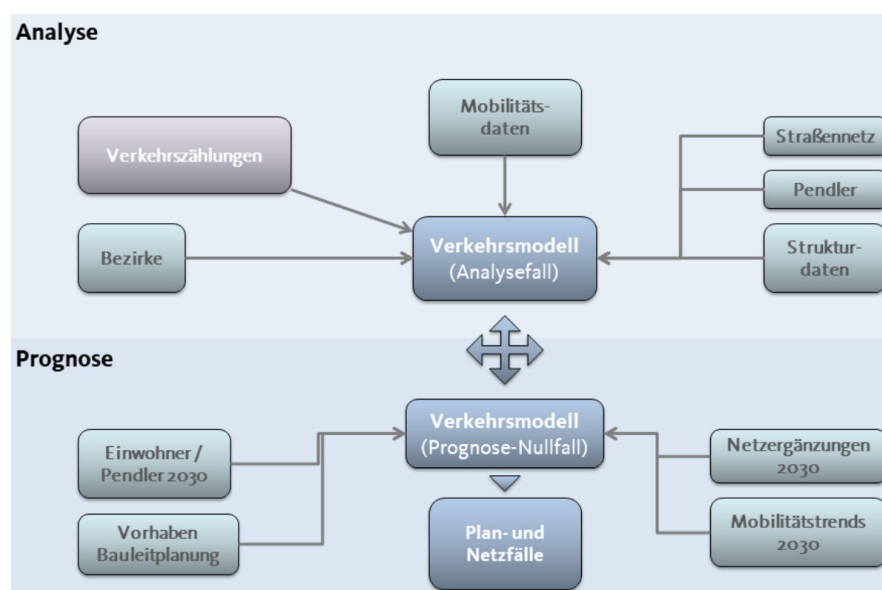 Analyse
Mobilitäts-
daten
Verkehrszählungen
Straßennetz
Pendler
Bezirke
Verkehrsmodell
(Analysefall)
Struktur-
daten
Prognose
Verkehrsmodell
(Prognose-Nullfall)
Einwohner /
Pendler 2030
Netzergänzungen
2030
Vorhaben
Bauleitplanung
Plan- und
Netzfälle
Mobilitätstrends
2030